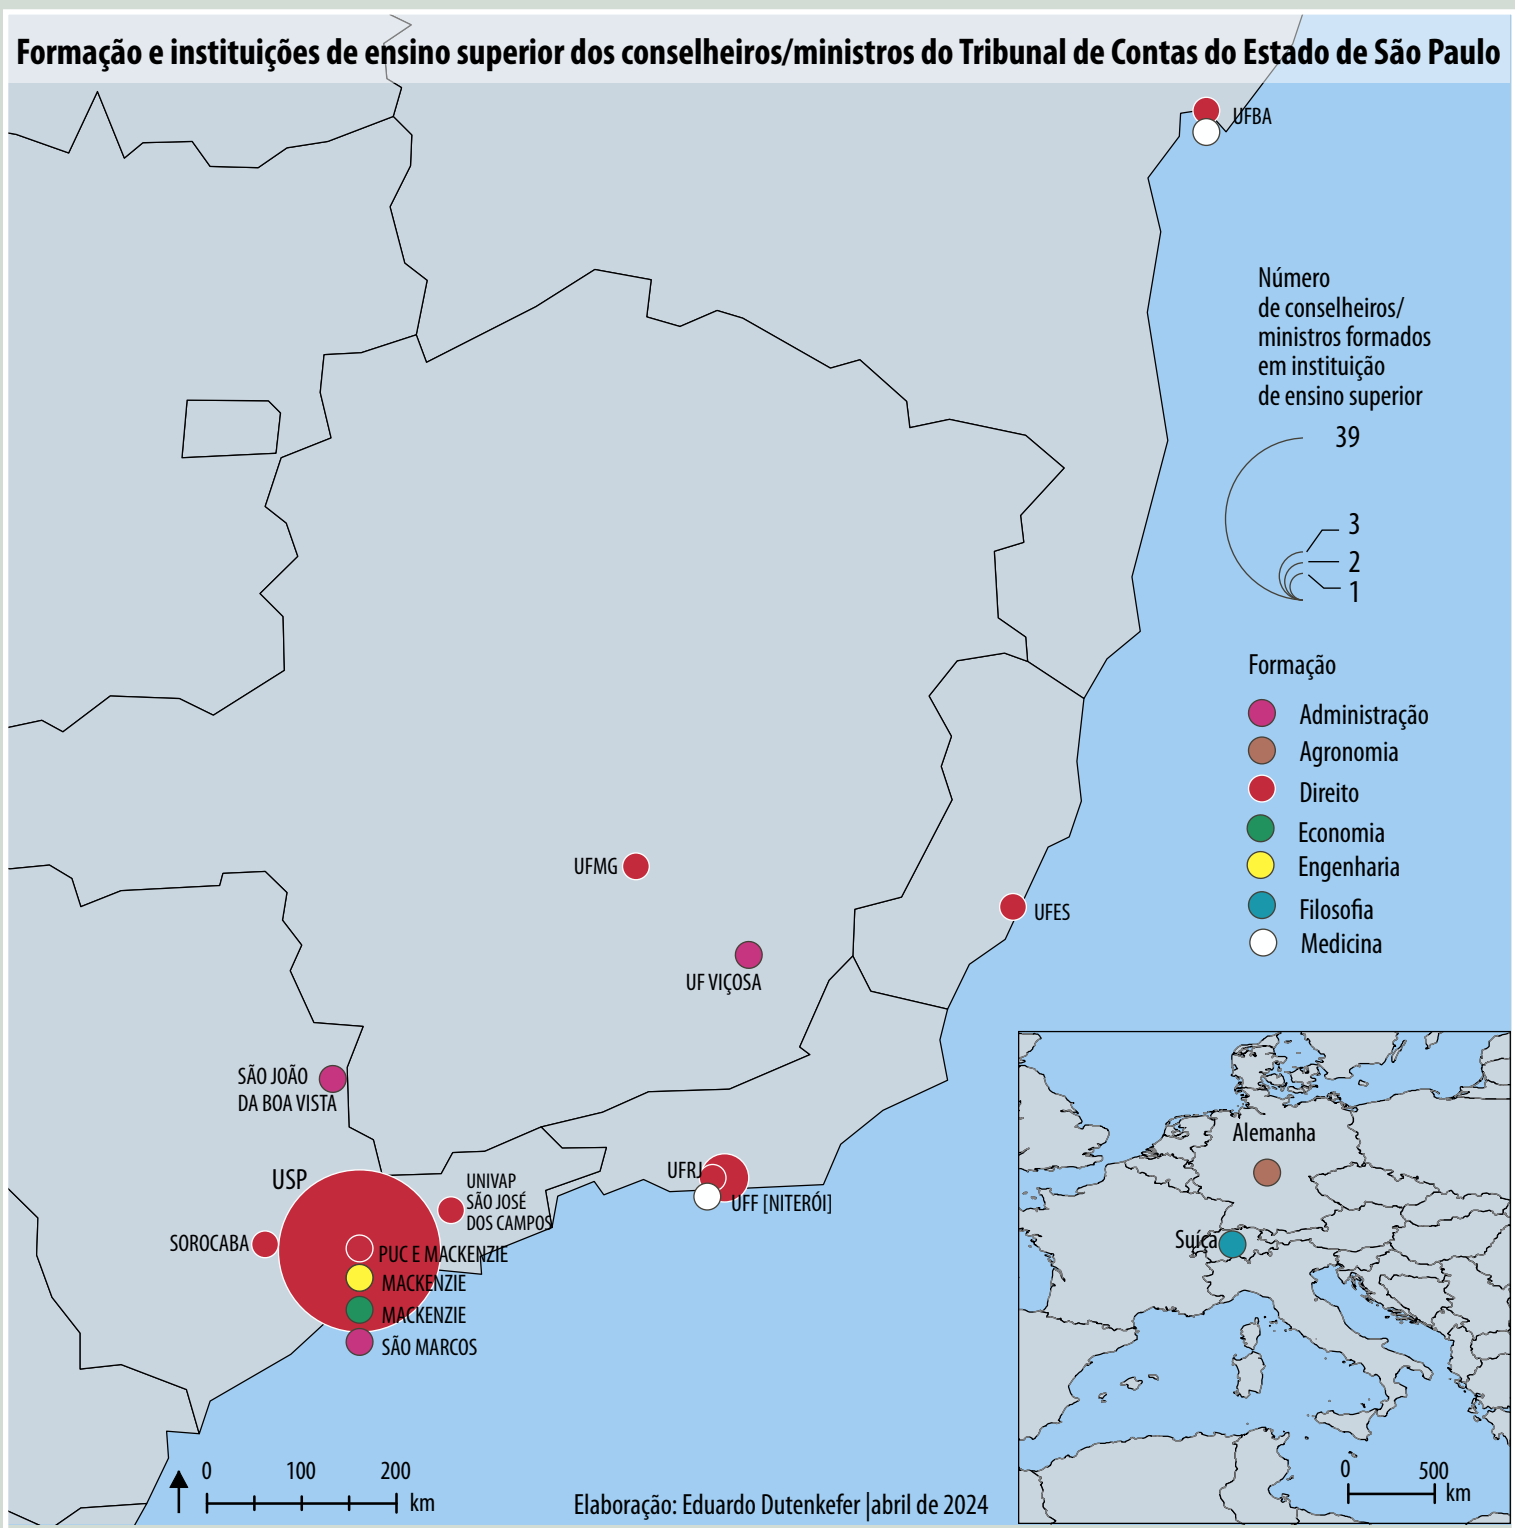 Formação e instituições de ensino superior dos conselheiros/ministros do Tribunal de Contas do Estado de São Paulo
UFBA
Número
de conselheiros/
ministros formados
em instituição
de ensino superior
39
3
2
1
Formação
Administração
Agronomia
Direito
Economia
Engenharia
Filosofia
Medicina
UFMG
UFES
UF VIÇOSA
SÃO JOÃO
DA BOA VISTA
USP
UNIVAP
SÃO JOSÉ
DOS CAMPOS
UFRJ
UFF [NITERÓI]
SOROCABA
PUC E MACKENZIE
MACKENZIE
MACKENZIE
SÃO MARCOS
Alemanha
Suíça
0 500
km
0 100 200
km
Elaboração: Eduardo Dutenkefer |abril de 2024